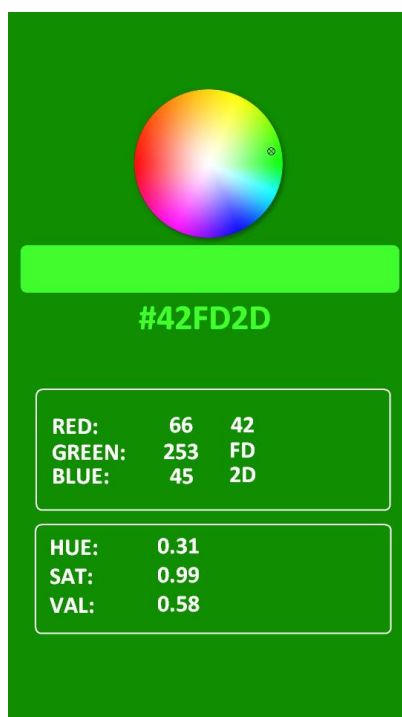 #42FD2D
RED: 66 42
GREEN: 253 FD
BLUE: 45 2D
HUE: 0.31
SAT: 0.99
VAL: 0.58